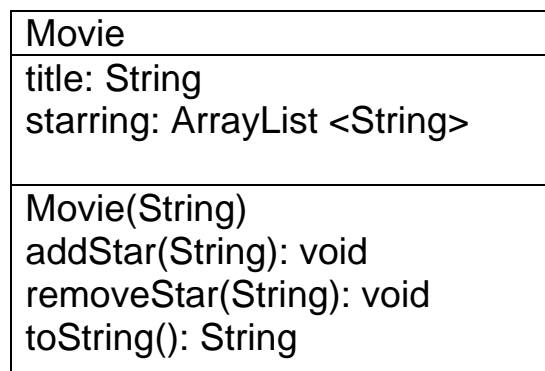 Movie
title: String
starring: ArrayList <String>
Movie(String)
addStar(String): void
removeStar(String): void
toString(): String